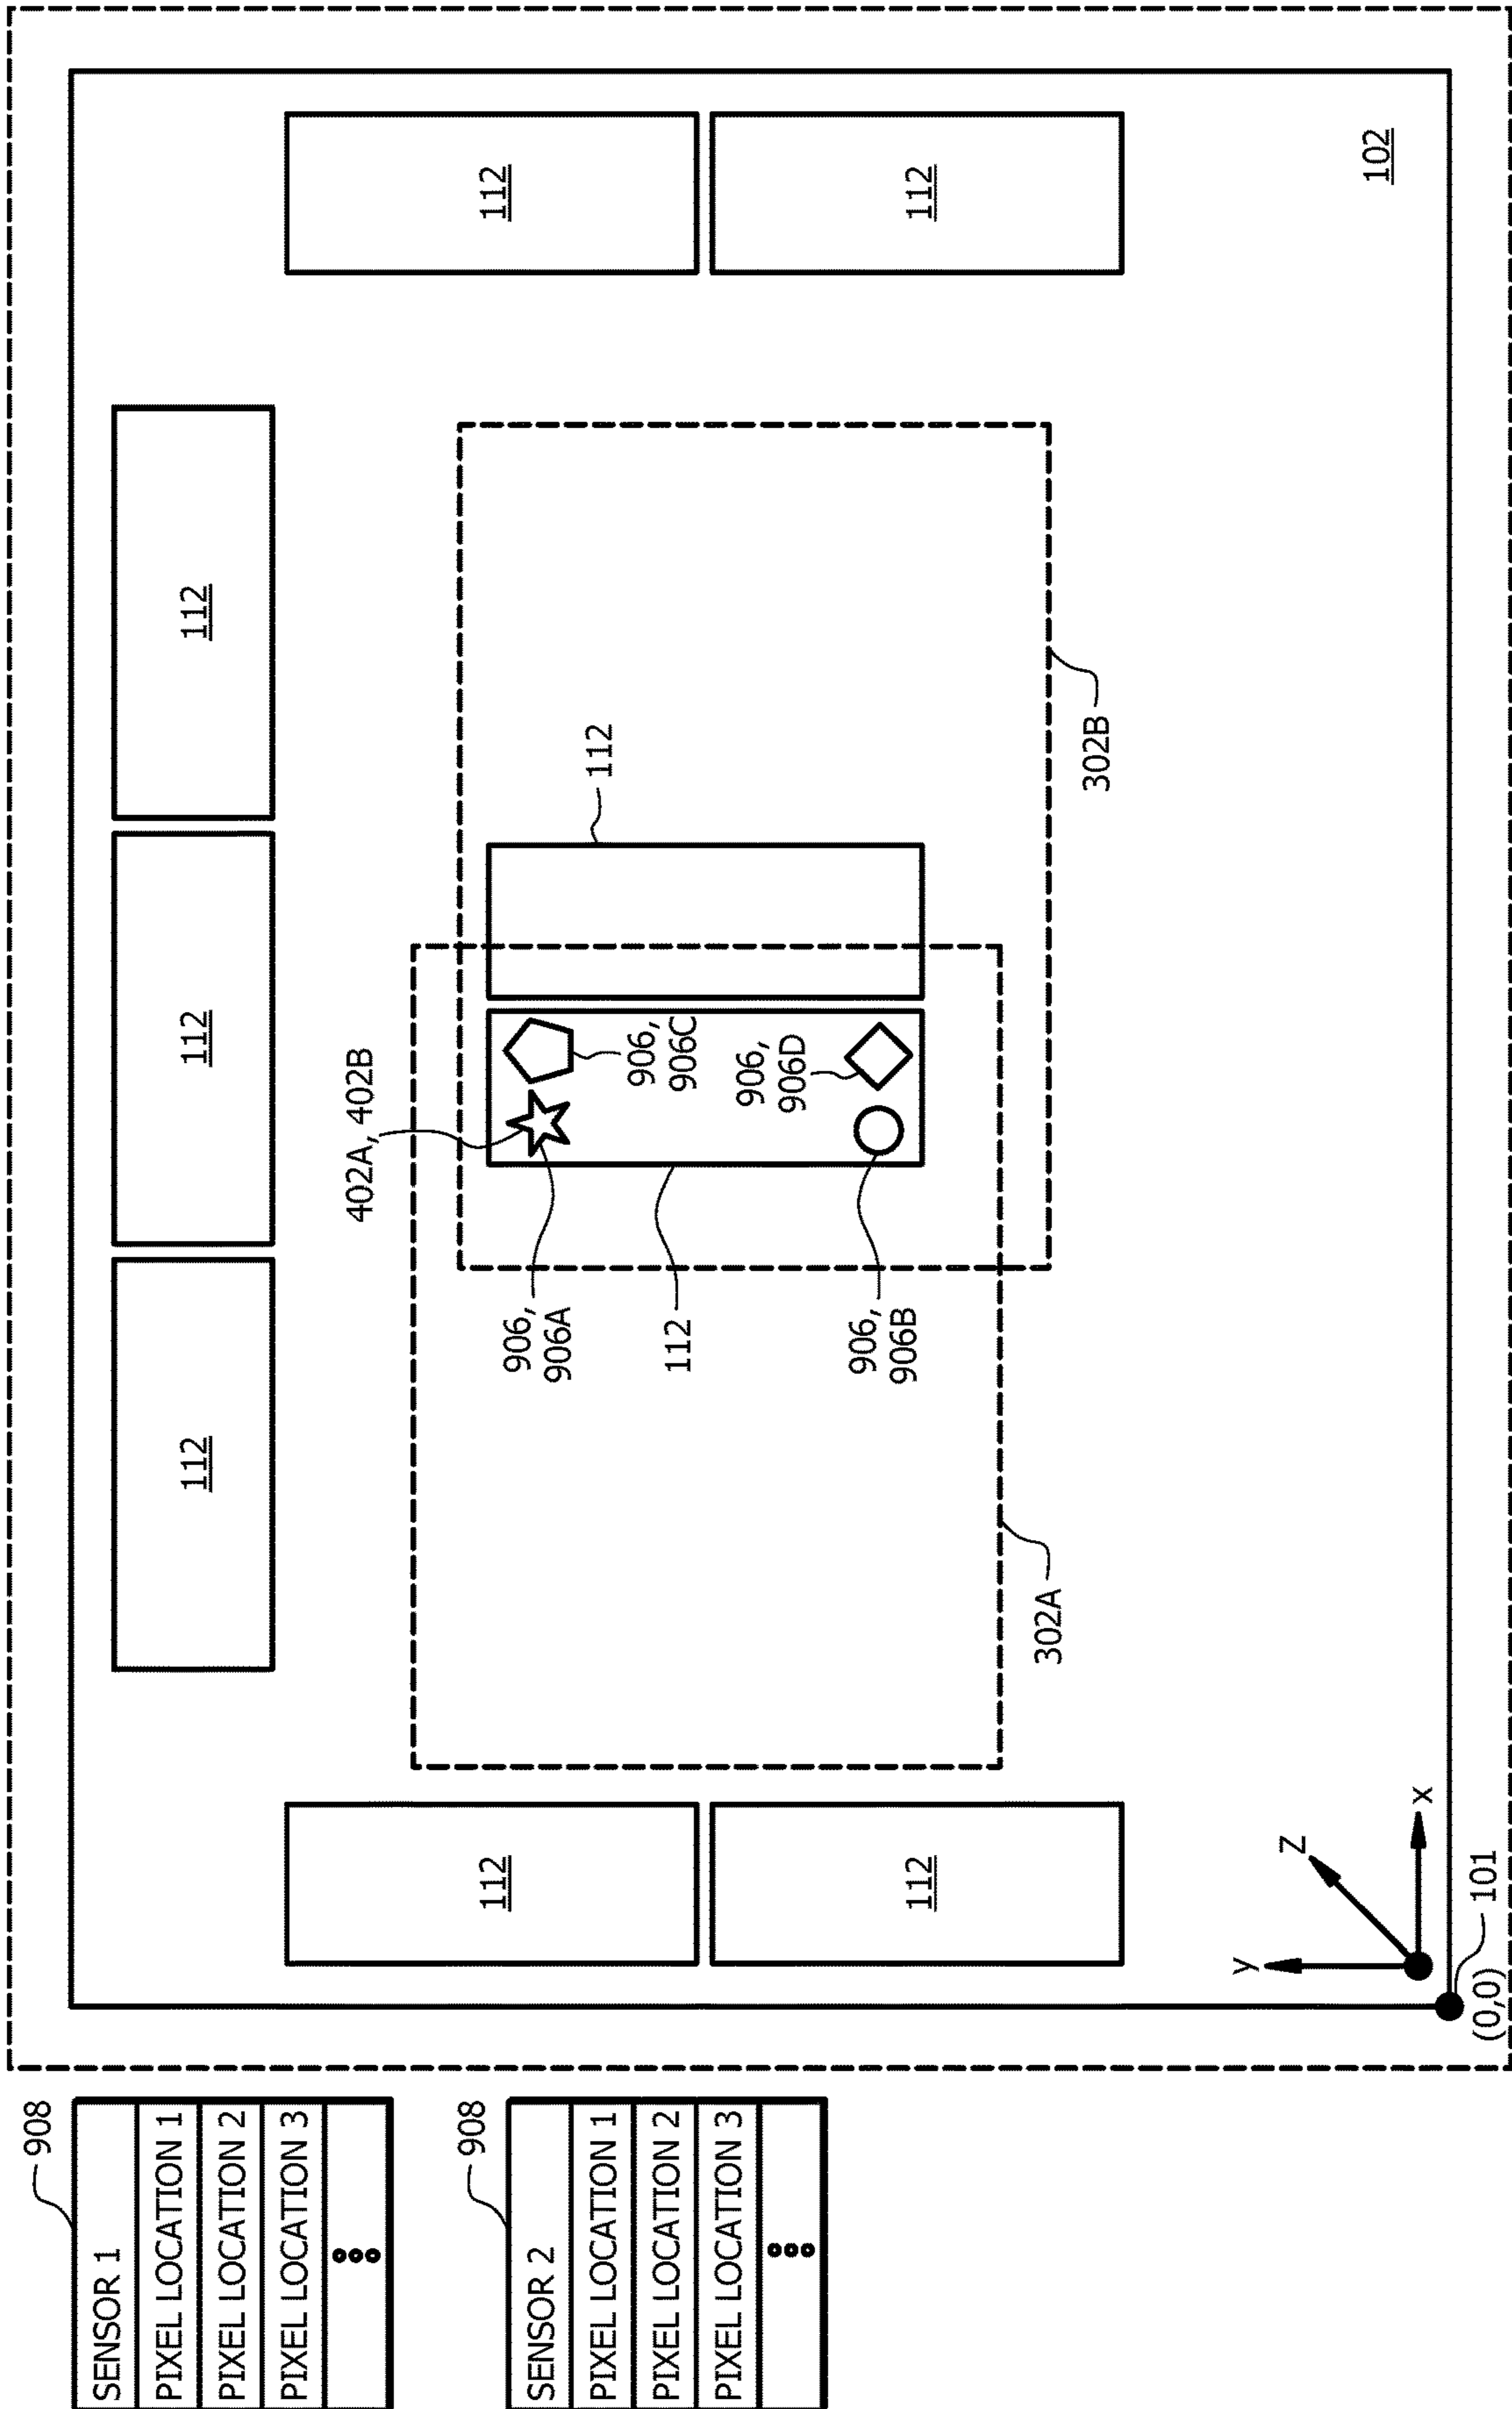 908
SENSOR 1
PIXEL LOCATION 1
PIXEL LOCATION 2
PIXEL LOCATION 3
908
SENSOR 2
PIXEL LOCATION 1
PIXEL LOCATION 2
PIXEL LOCATION 3
112
112
112
402A, 402B
112
906,
906A
112
112
906,
906C
112
906,
906D
906,
906B
112
112
302A
302B
y
Z
x
102
101
(0,0)